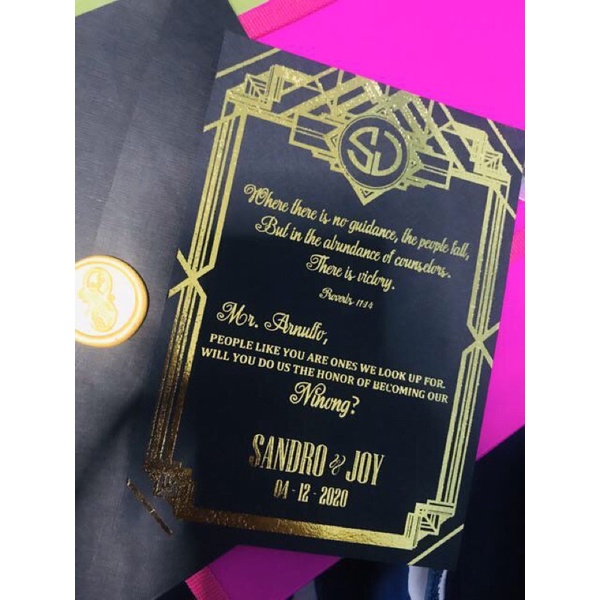 Where there is no guidance, the people fall,
But in the abundance of counselors.
There is victory.
Proverbs 11:14
Mr. Arnulfo,
PEOPLE LIKE YOU ARE ONES WE LOOK UP FOR.
WILL YOU DO US THE HONOR OF BECOMING OUR
Ninong?
SANDRO & JOY
04 - 12 - 2020